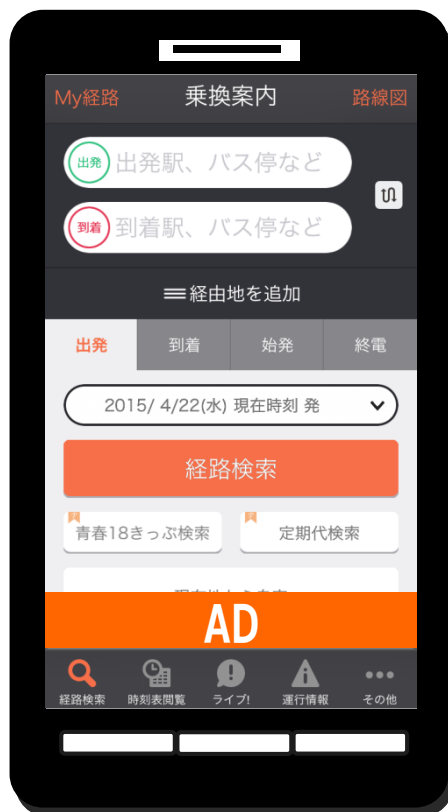 My経路 乗換案内 路線図
出発 出発駅、バス停など
到着 到着駅、バス停など
経由地を追加
出発 到着 始発 終電
2015/ 4/22(水) 現在時刻 発
経路検索
青春18きっぷ検索 定期代検索
AD
経路検索 時刻表閲覧 ライブ! 運行情報 その他